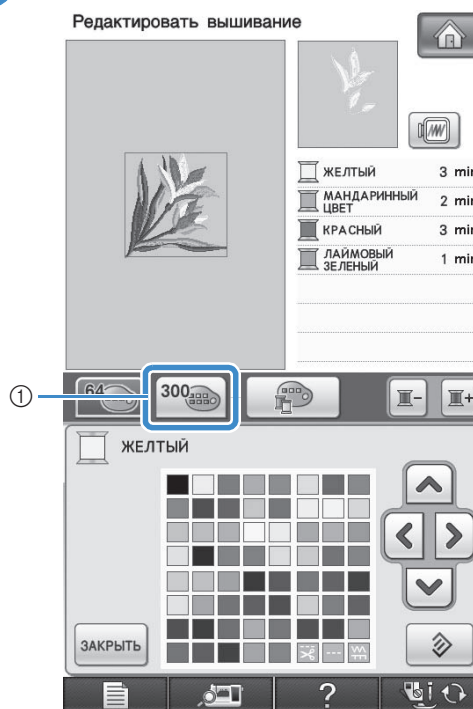 Редактировать вышивание
ЖЕЛТЫЙ 3 min
МАНДАРИННЫЙ ЦВЕТ 2 min
КРАСНЫЙ 3 min
ЛАЙМОВЫЙ ЗЕЛЕНЫЙ 1 min
① 64 300 - +
ЖЕЛТЫЙ
ЗАКРЫТЬ
?